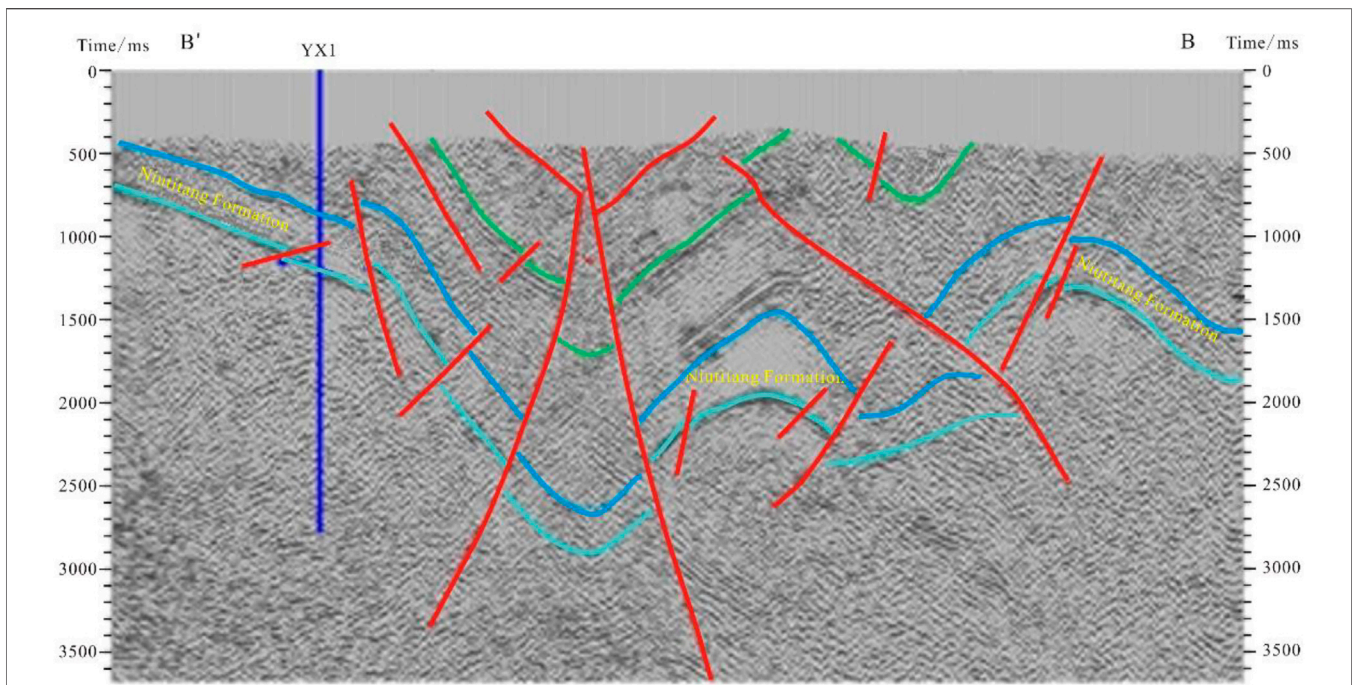 Time/ms B' YX1 B Time/ms
0 0
500 500
Niutitang Formation
1000 1000
Niutitang Formation
1500 1500
Niutitang Formation
2000 2000
2500 2500
3000 3000
3500 3500